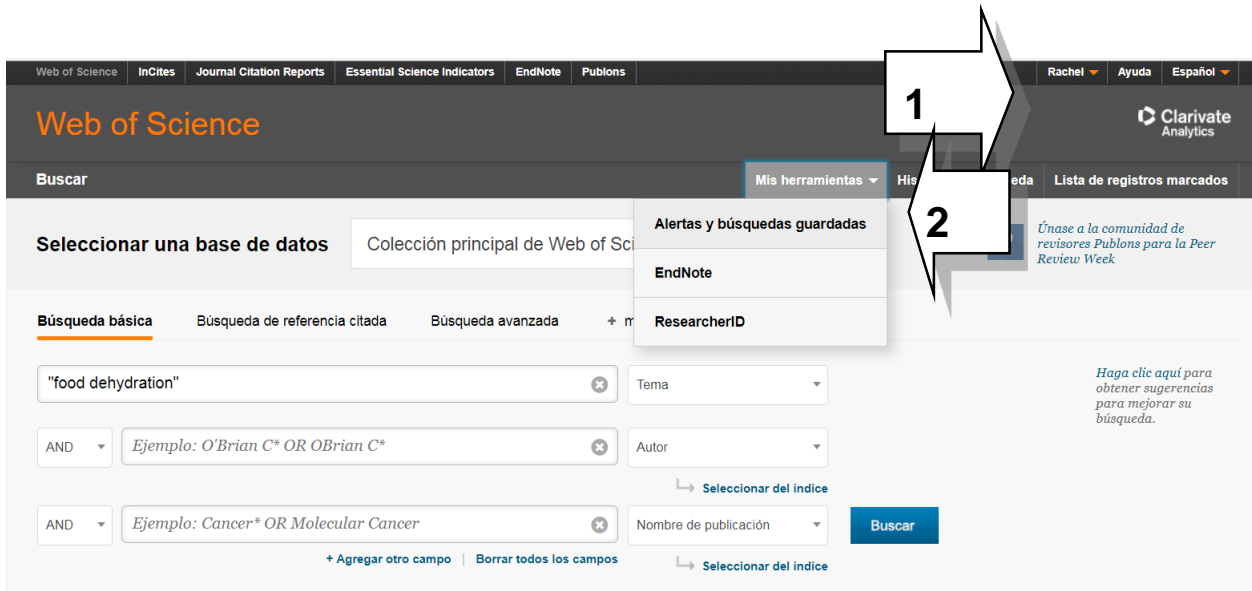 Web of Science InCites Journal Citation Reports Essential Science Indicators EndNote Publons Rachel Ayuda Español
1
Web of Science
Clarivate
Analytics
Buscar Mis herramientas His eda Lista de registros marcados
2
Alertas y búsquedas guardadas
EndNote
ResearcherID
Seleccionar una base de datos Colección principal de Web of Sci
Únase a la comunidad de
revisores Publons para la Peer
Review Week
Búsqueda básica Búsqueda de referencia citada Búsqueda avanzada + m
"food dehydration" Tema
Haga clic aquí para
obtener sugerencias
para mejorar su
búsqueda.
AND Ejemplo: O'Brian C* OR OBrian C* Autor
Seleccionar del índice
AND Ejemplo: Cancer* OR Molecular Cancer Nombre de publicación Buscar
+ Agregar otro campo | Borrar todos los campos
Seleccionar del índice